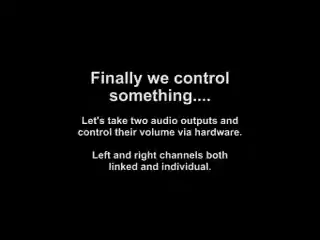 Finally we control
something....
Let's take two audio outputs and
control their volume via hardware.
Left and right channels both
linked and individual.